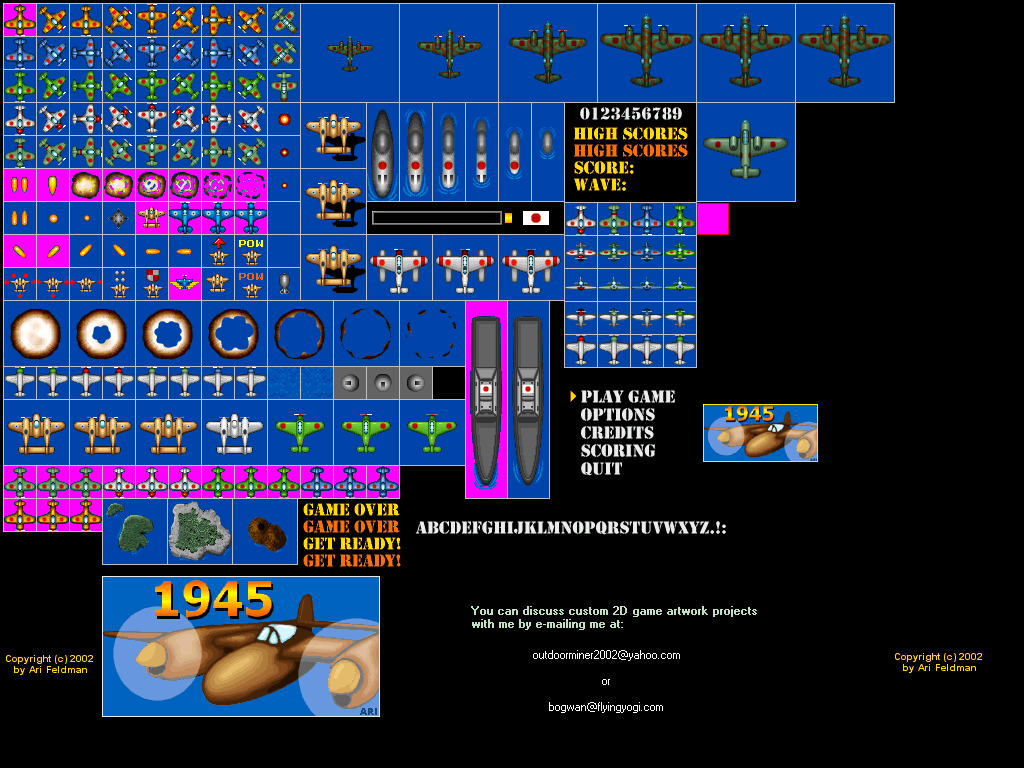 0123456789
HIGH SCORES
HIGH SCORES
SCORE:
WAVE:
POW
POW
PLAY GAME
OPTIONS
CREDITS
SCORING
QUIT
1945
GAME OVER
GAME OVER
GET READY!
GET READY!
ABCDEFGHIJKLMNOPQRSTUVWXYZ.!:
1945
ARI
You can discuss custom 2D game artwork projects
with me by e-mailing me at:
outdoorminer2002@yahoo.com
or
bogwan@flyingyogi.com
Copyright (c) 2002
by Ari Feldman
Copyright (c) 2002
by Ari Feldman